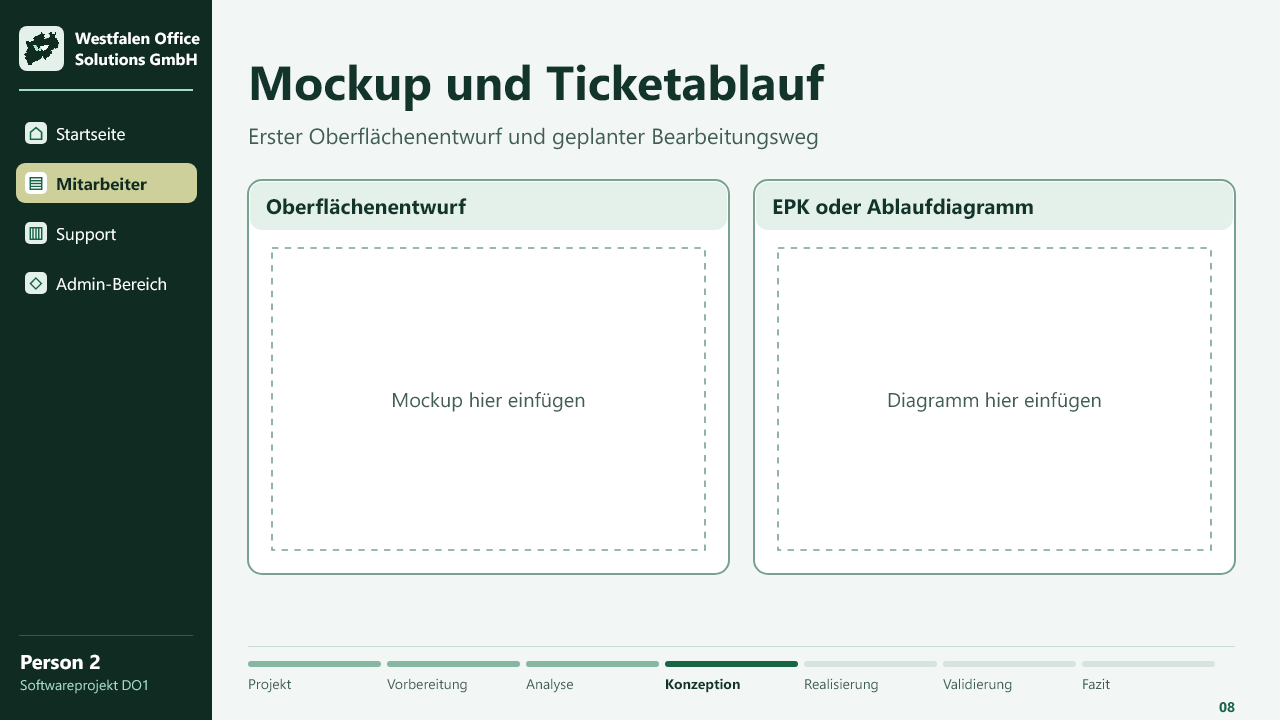 Westfalen Office
Solutions GmbH
Startseite
Mitarbeiter
Support
Admin-Bereich
Person 2
Softwareprojekt DO1
Mockup und Ticketablauf
Erster Oberflächenentwurf und geplanter Bearbeitungsweg
Oberflächenentwurf
Mockup hier einfügen
EPK oder Ablaufdiagramm
Diagramm hier einfügen
Projekt
Vorbereitung
Analyse
Konzeption
Realisierung
Validierung
Fazit
08